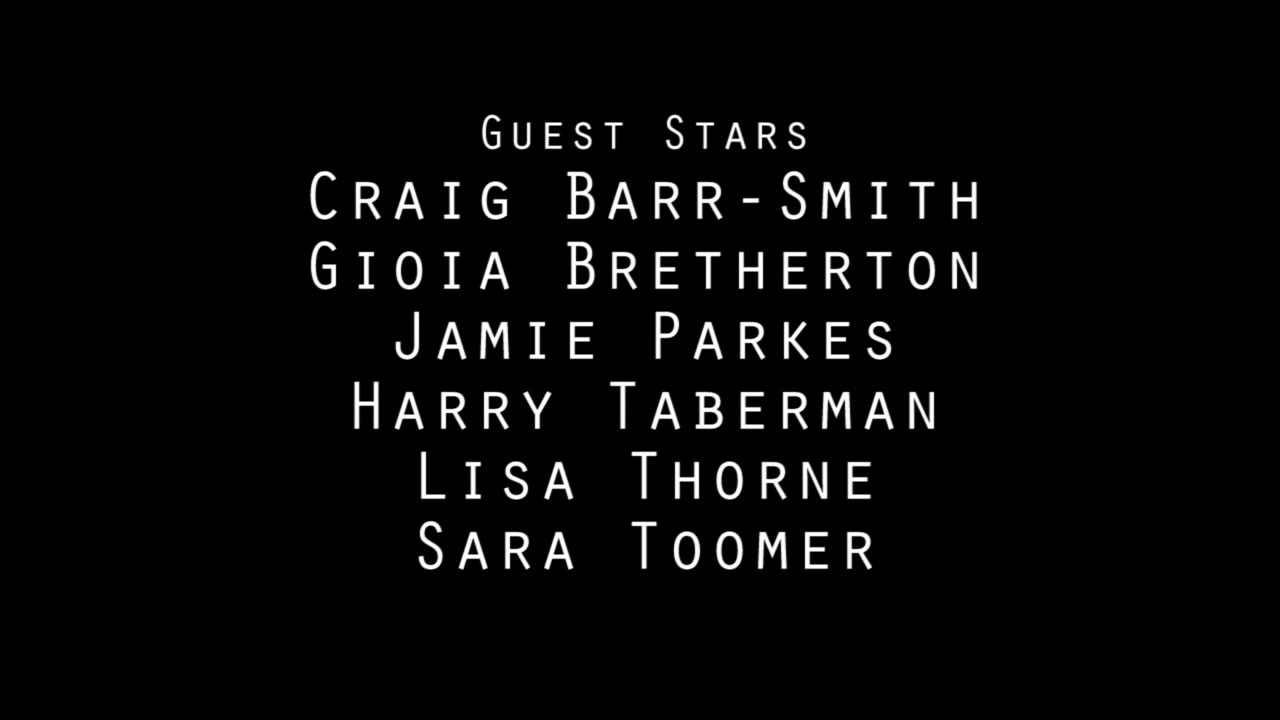 Guest Stars
Craig Barr-Smith
Gioia Bretherton
Jamie Parkes
Harry Taberman
Lisa Thorne
Sara Toomer